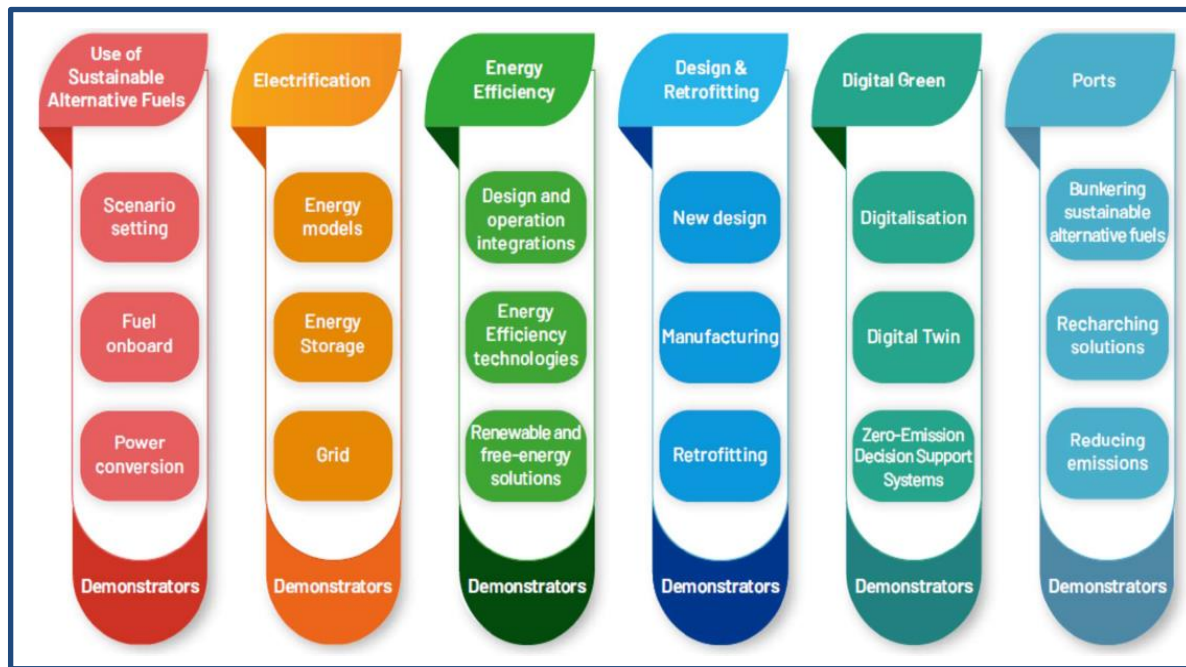 Use of
Sustainable
Alternative Fuels
Scenario
setting
Fuel
onboard
Power
conversion
Demonstrators
Electrification
Energy
models
Energy
Storage
Grid
Demonstrators
Energy
Efficiency
Design and
operation
integrations
Energy
Efficiency
technologies
Renewable and
free-energy
solutions
Demonstrators
Design &
Retrofitting
New design
Manufacturing
Retrofitting
Demonstrators
Digital Green
Digitalisation
Digital Twin
Zero-Emission
Decision Support
Systems
Demonstrators
Ports
Bunkering
sustainable
alternative fuels
Recharching
solutions
Reducing
emissions
Demonstrators